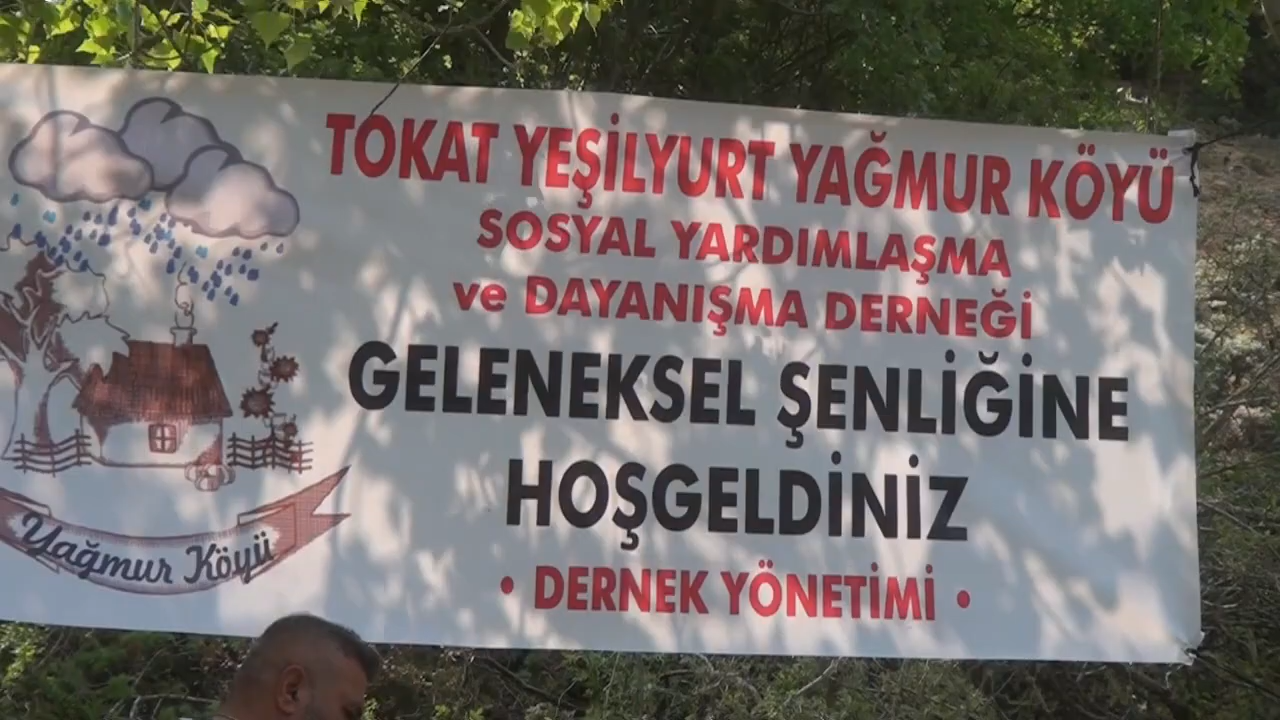 TOKAT YEŞİLYURT YAĞMUR KÖYÜ
SOSYAL YARDIMLAŞMA
ve DAYANIŞMA DERNEĞİ
GELENEKSEL ŞENLİĞİNE
HOŞGELDİNİZ
• DERNEK YÖNETİMİ •
Yağmur Köyü